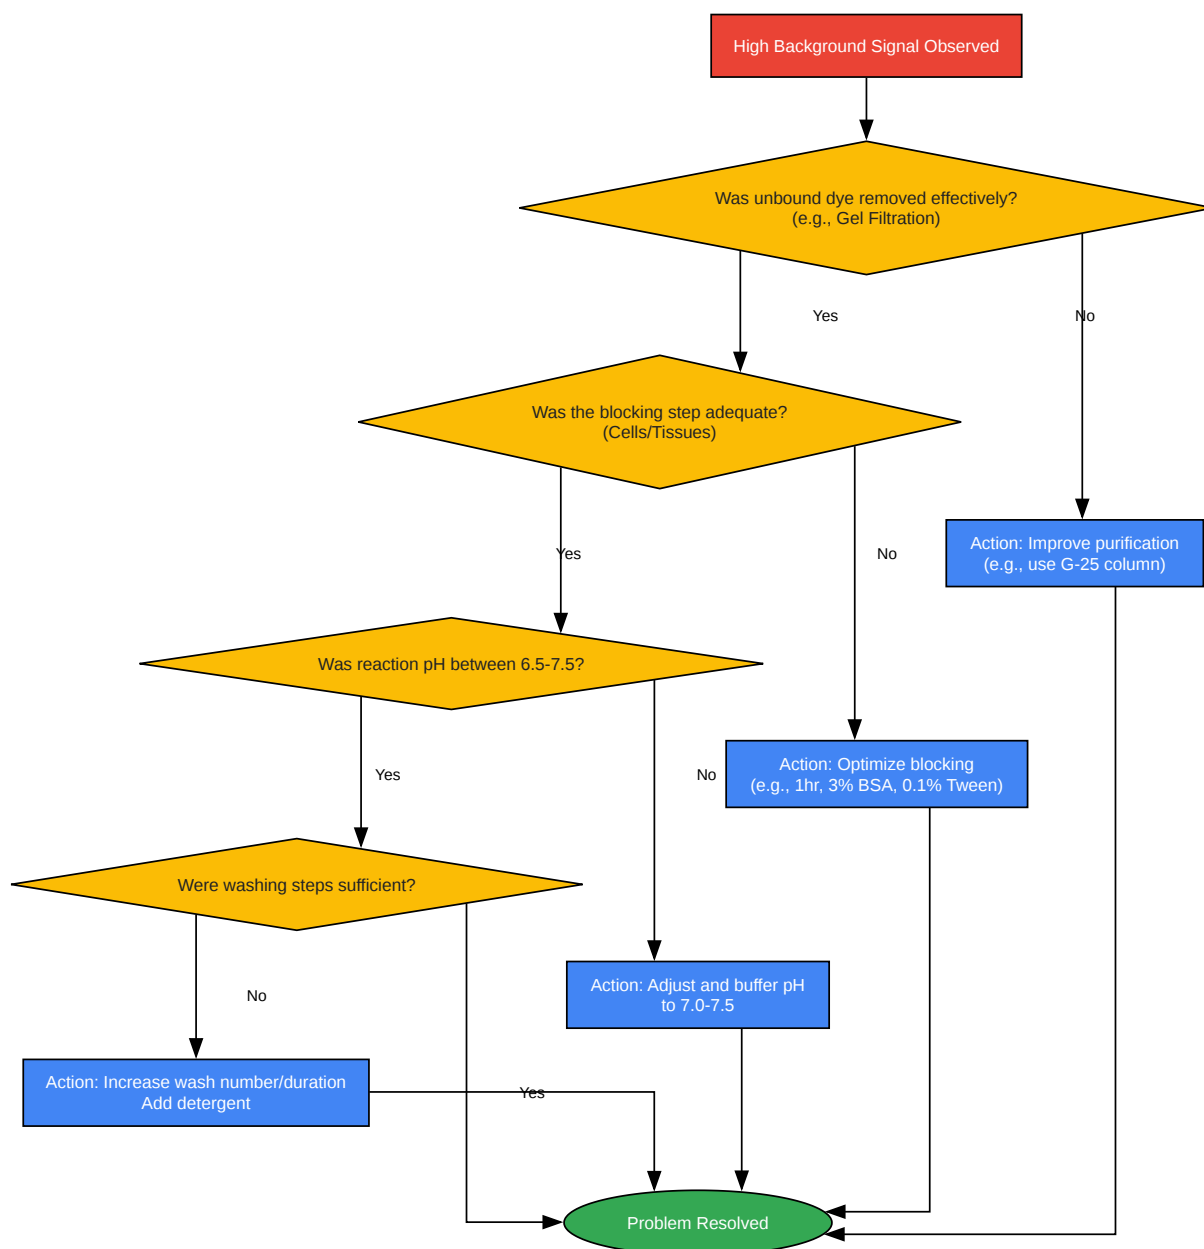 High Background Signal Observed
Was unbound dye removed effectively?
(e.g., Gel Filtration)
Yes
No
Was the blocking step adequate?
(Cells/Tissues)
Yes
No
Action: Improve purification
(e.g., use G-25 column)
Was reaction pH between 6.5-7.5?
Yes
No
Action: Optimize blocking
(e.g., 1hr, 3% BSA, 0.1% Tween)
Were washing steps sufficient?
No
Action: Adjust and buffer pH
to 7.0-7.5
Action: Increase wash number/duration
Add detergent
Yes
Problem Resolved